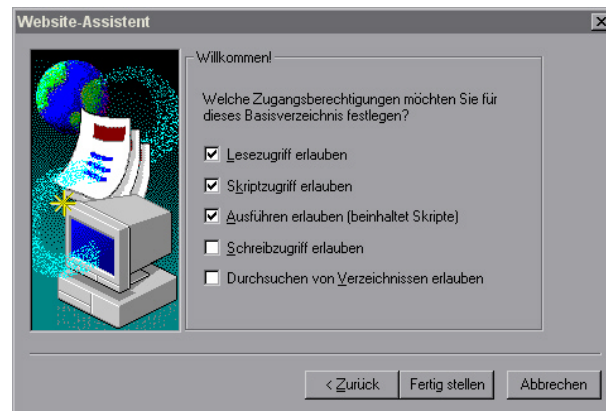 Website-Assistent
Willkommen!
Welche Zugangsberechtigungen möchten Sie für
dieses Basisverzeichnis festlegen?
Lesezugriff erlauben
Skriptzugriff erlauben
Ausführen erlauben (beinhaltet Skripte)
Schreibzugriff erlauben
Durchsuchen von Verzeichnissen erlauben
< Zurück
Fertig stellen
Abbrechen